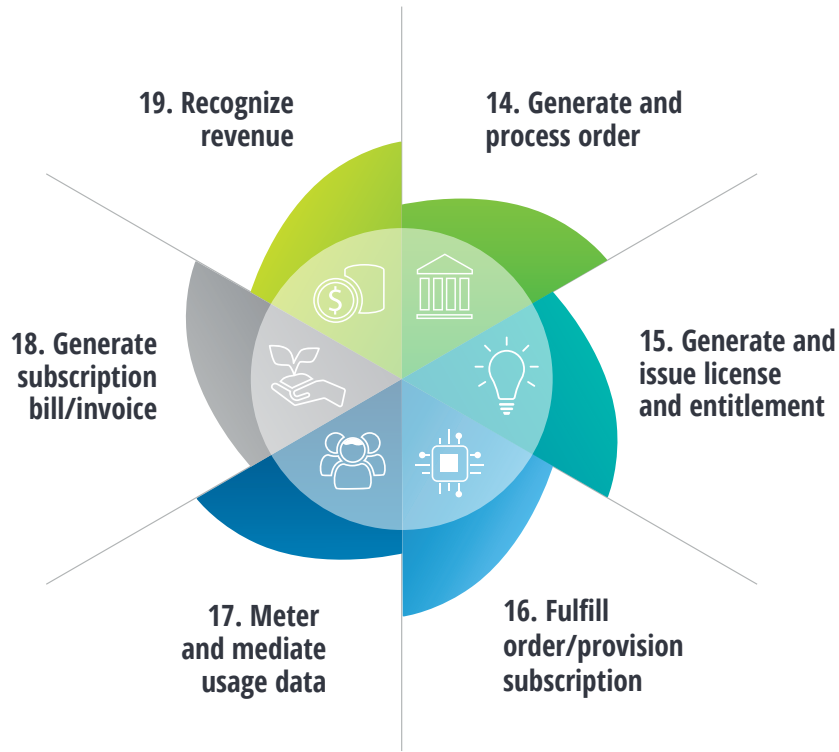 14. Generate and
process order
15. Generate and
issue license
and entitlement
16. Fulfill
order/provision
subscription
17. Meter
and mediate
usage data
18. Generate
subscription
bill/invoice
19. Recognize
revenue
$